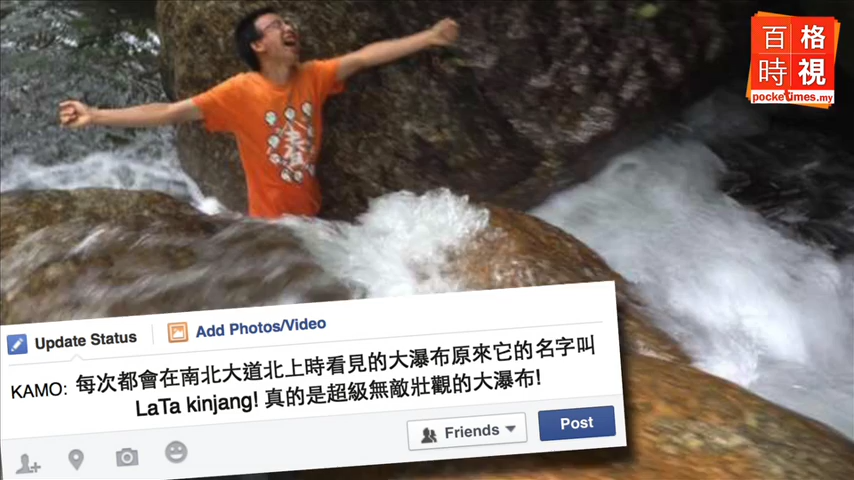 百格
時視
pocketimes.my
Update Status
Add Photos/Video
KAMO: 每次都會在南北大道北上時看見的大瀑布原來它的名字叫
LaTa kinjang! 真的是超級無敵壯觀的大瀑布!
Friends
Post